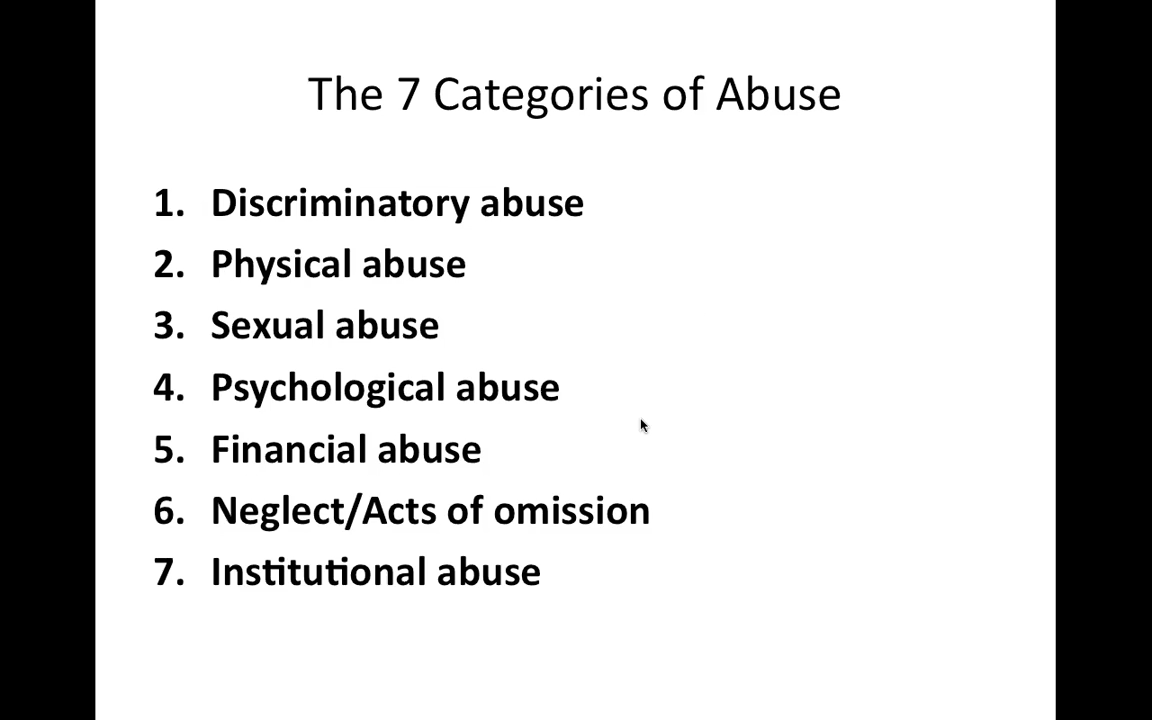 The 7 Categories of Abuse
1. Discriminatory abuse
2. Physical abuse
3. Sexual abuse
4. Psychological abuse
5. Financial abuse
6. Neglect/Acts of omission
7. Institutional abuse